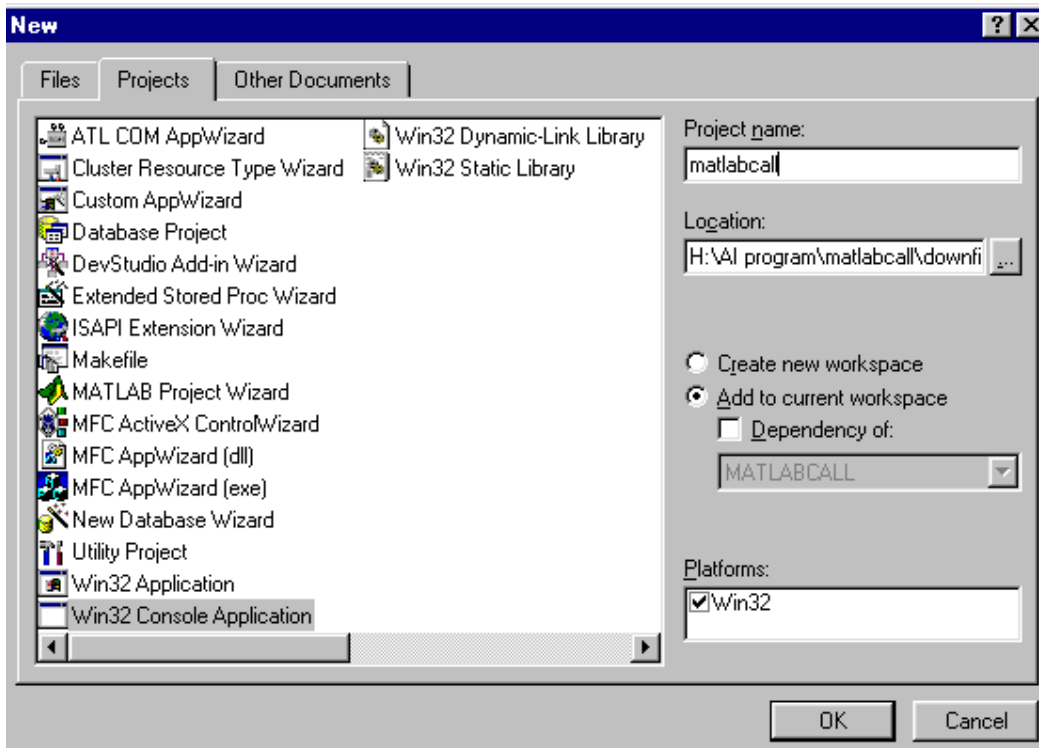 New
Files Projects Other Documents
ATL COM AppWizard
Cluster Resource Type Wizard
Custom AppWizard
Database Project
DevStudio Add-in Wizard
Extended Stored Proc Wizard
ISAPI Extension Wizard
Makefile
MATLAB Project Wizard
MFC ActiveX ControlWizard
MFC AppWizard (dll)
MFC AppWizard (exe)
New Database Wizard
Utility Project
Win32 Application
Win32 Console Application
Win32 Dynamic-Link Library
Win32 Static Library
Project name:
matlabcall
Location:
H:\AI program\matlabcall\downfi
...
Create new workspace
Add to current workspace
Dependency of:
MATLABCALL
Platforms:
Win32
OK Cancel